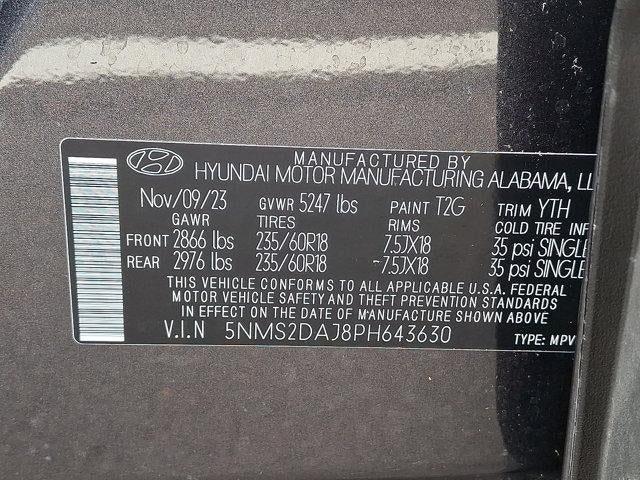 MANUFACTURED BY
HYUNDAI MOTOR MANUFACTURING ALABAMA, LL
Nov/09/23 GVWR 5247 lbs PAINT T2G TRIM YTH
GAWR TIRES RIMS COLD TIRE INF
FRONT 2866 lbs 235/60R18 7.5JX18 35 psi SINGLE
REAR 2976 lbs 235/60R18 7.5JX18 35 psi SINGLE
THIS VEHICLE CONFORMS TO ALL APPLICABLE U.S.A. FEDERAL
MOTOR VEHICLE SAFETY AND THEFT PREVENTION STANDARDS
IN EFFECT ON THE DATE OF MANUFACTURE SHOWN ABOVE.
V.I.N 5NMS2DAJ8PH643630 TYPE: MPV